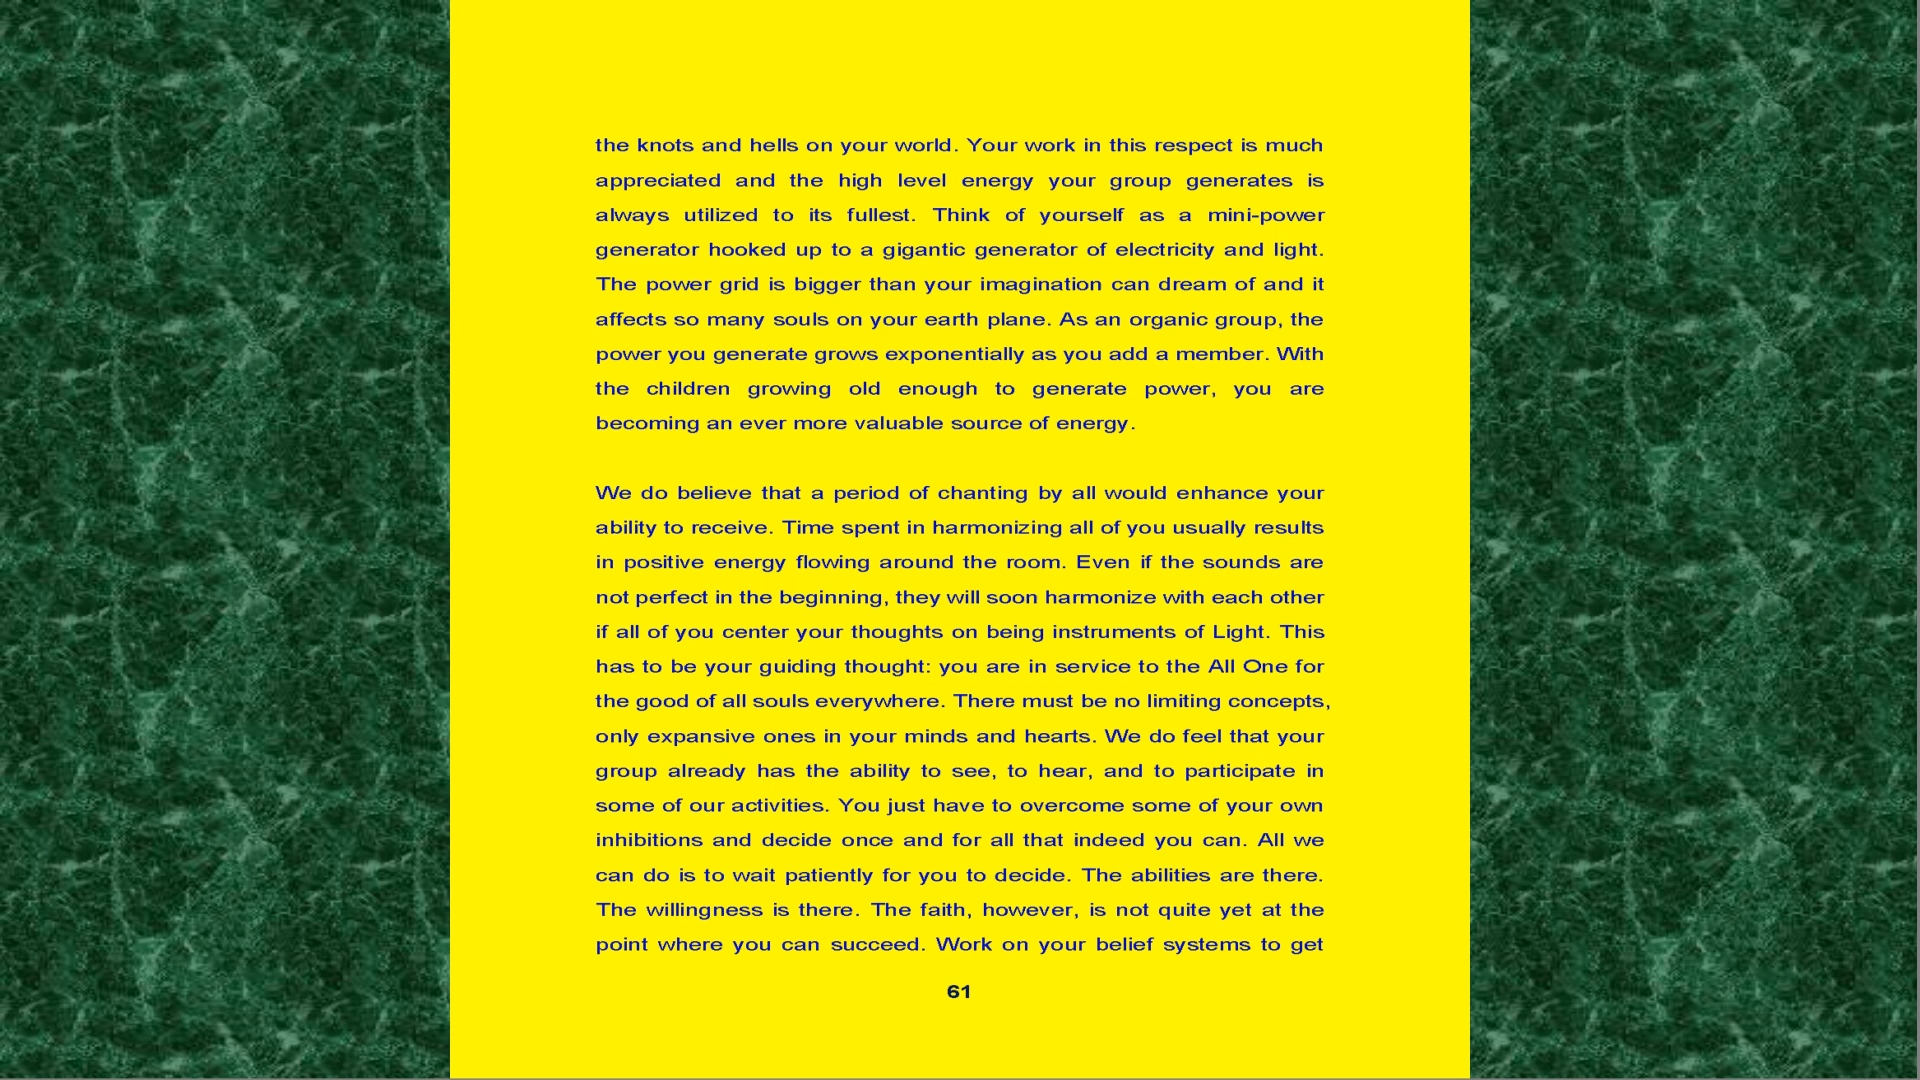 the knots and hells on your world. Your work in this respect is much
appreciated and the high level energy your group generates is
always utilized to its fullest. Think of yourself as a mini-power
generator hooked up to a gigantic generator of electricity and light.
The power grid is bigger than your imagination can dream of and it
affects so many souls on your earth plane. As an organic group, the
power you generate grows exponentially as you add a member. With
the children growing old enough to generate power, you are
becoming an ever more valuable source of energy.
We do believe that a period of chanting by all would enhance your
ability to receive. Time spent in harmonizing all of you usually results
in positive energy flowing around the room. Even if the sounds are
not perfect in the beginning, they will soon harmonize with each other
if all of you center your thoughts on being instruments of Light. This
has to be your guiding thought: you are in service to the All One for
the good of all souls everywhere. There must be no limiting concepts,
only expansive ones in your minds and hearts. We do feel that your
group already has the ability to see, to hear, and to participate in
some of our activities. You just have to overcome some of your own
inhibitions and decide once and for all that indeed you can. All we
can do is to wait patiently for you to decide. The abilities are there.
The willingness is there. The faith, however, is not quite yet at the
point where you can succeed. Work on your belief systems to get
61